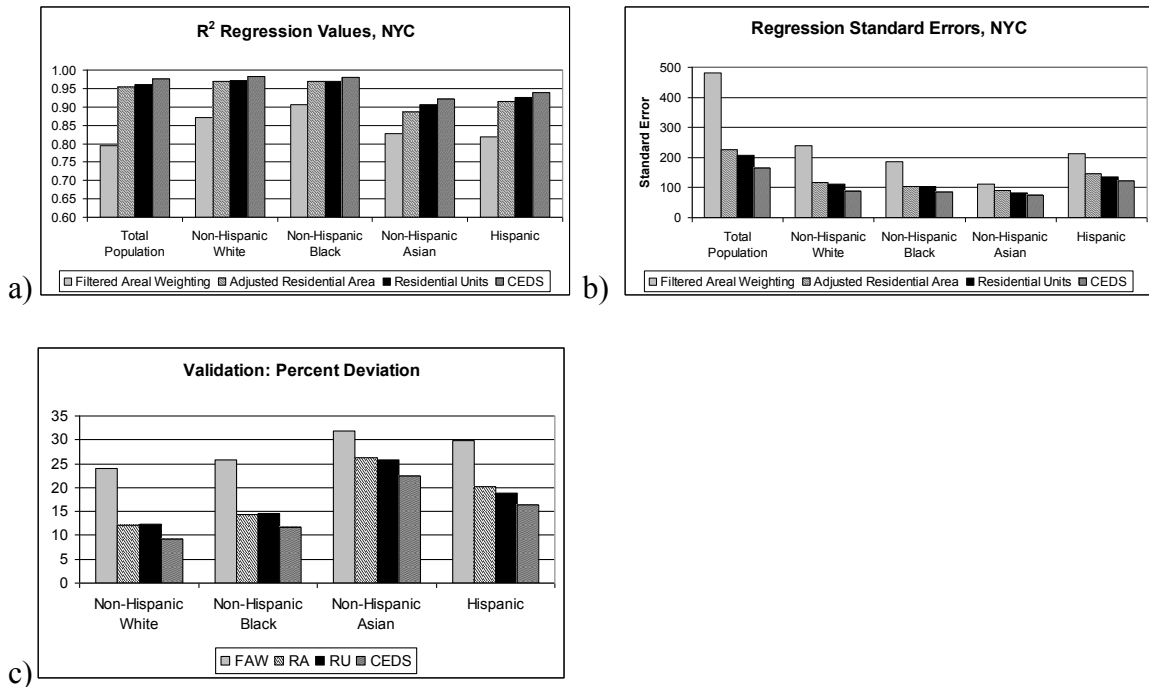 R² Regression Values, NYC
1.00
0.95
0.90
0.85
0.80
0.75
0.70
0.65
0.60
Total Population
Non-Hispanic White
Non-Hispanic Black
Non-Hispanic Asian
Hispanic
Filtered Areal Weighting Adjusted Residential Area Residential Units CEDS
a)
Regression Standard Errors, NYC
Standard Error
500
400
300
200
100
0
Total Population
Non-Hispanic White
Non-Hispanic Black
Non-Hispanic Asian
Hispanic
Filtered Areal Weighting Adjusted Residential Area Residential Units CEDS
b)
Validation: Percent Deviation
35
30
25
20
15
10
5
0
Non-Hispanic White
Non-Hispanic Black
Non-Hispanic Asian
Hispanic
FAW RA RU CEDS
c)